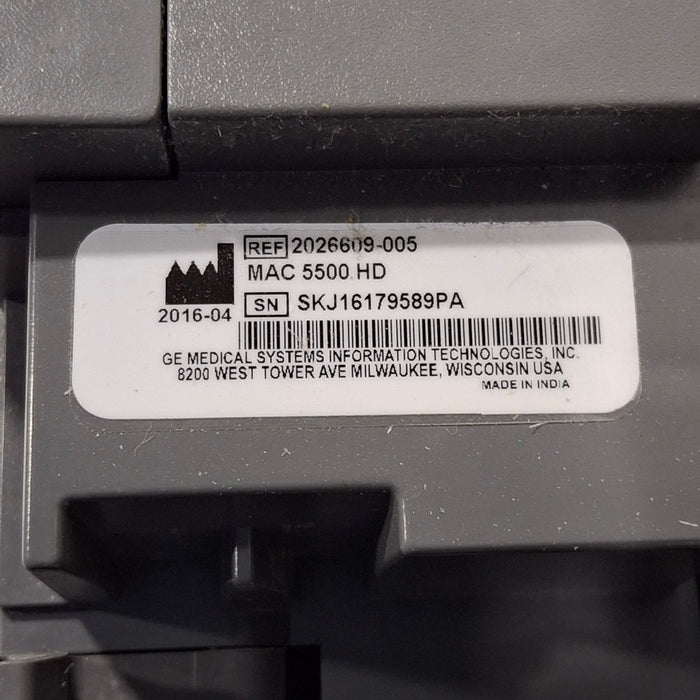 REF 2026609-005
MAC 5500 HD
2016-04
SN SKJ16179589PA
GE MEDICAL SYSTEMS INFORMATION TECHNOLOGIES, INC.
8200 WEST TOWER AVE MILWAUKEE, WISCONSIN USA
MADE IN INDIA